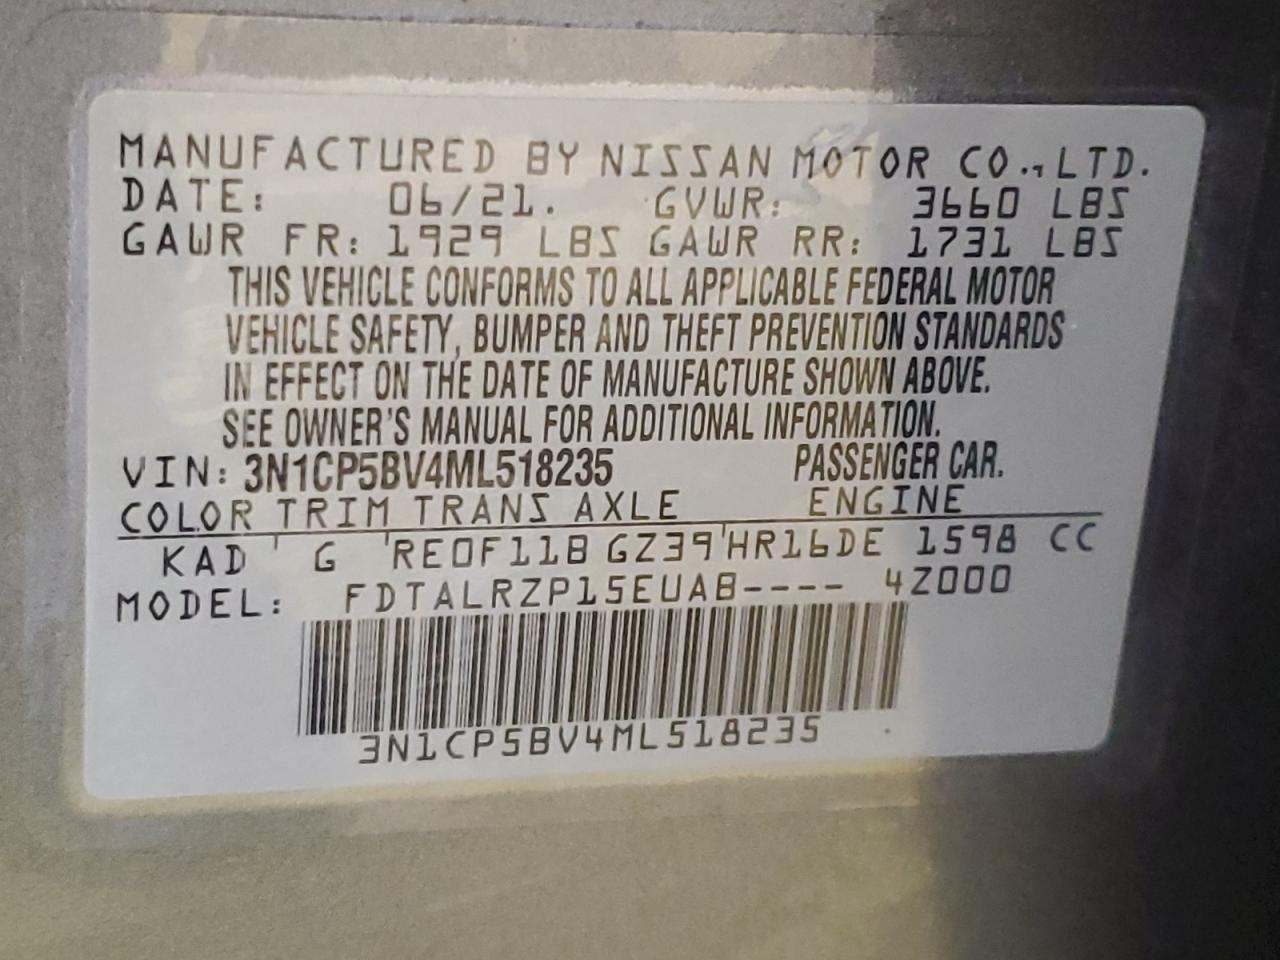 MANUFACTURED BY NISSAN MOTOR CO.,LTD.
DATE: 06/21. GVWR: 3660 LBS
GAWR FR: 1929 LBS GAWR RR: 1731 LBS
THIS VEHICLE CONFORMS TO ALL APPLICABLE FEDERAL MOTOR
VEHICLE SAFETY, BUMPER AND THEFT PREVENTION STANDARDS
IN EFFECT ON THE DATE OF MANUFACTURE SHOWN ABOVE.
SEE OWNER'S MANUAL FOR ADDITIONAL INFORMATION.
VIN: 3N1CP5BV4ML518235 PASSENGER CAR.
COLOR TRIM TRANS AXLE ENGINE
KAD G RE0F11B GZ39 HR16DE 1598 CC
MODEL: FDTALRZP15EUAB---- 4Z000
3N1CP5BV4ML518235